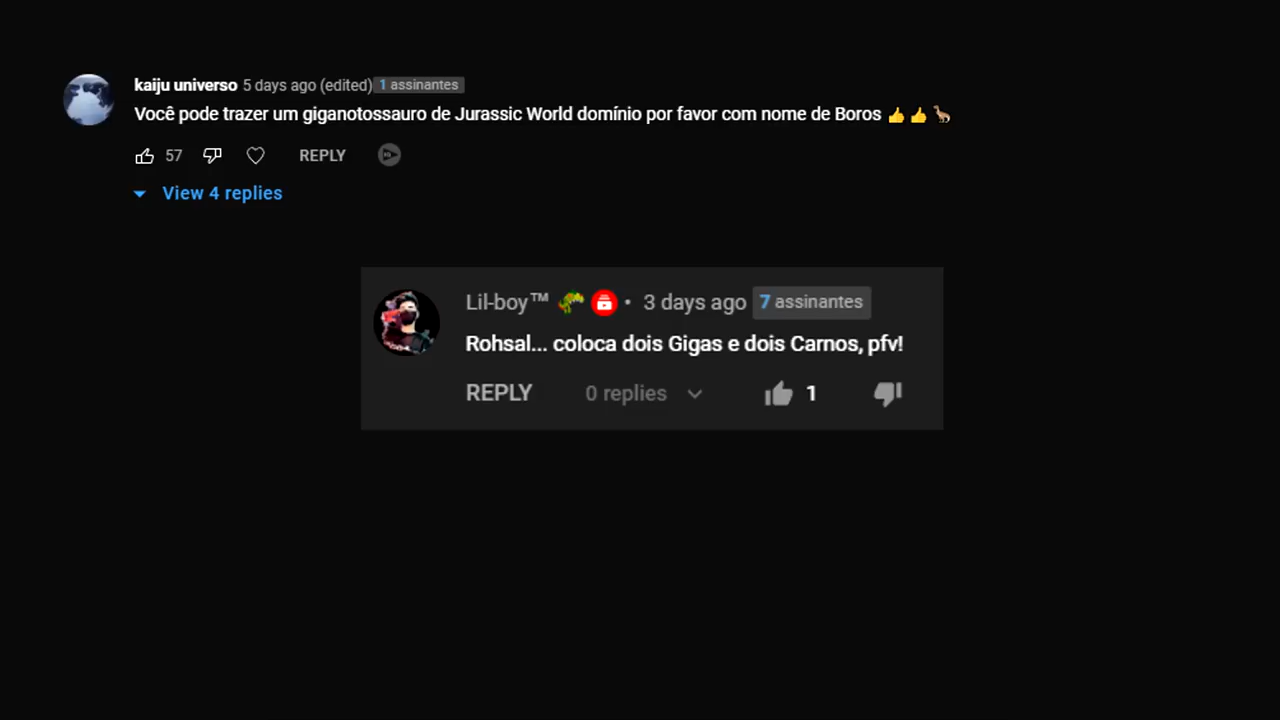 kaiju universo 5 days ago (edited) 1 assinantes
Você pode trazer um giganotossauro de Jurassic World domínio por favor com nome de Boros 👍👍🦒
57 REPLY
View 4 replies
Lil-boy™ 🦖 • 3 days ago 7 assinantes
Rohsal... coloca dois Gigas e dois Carnos, pfv!
REPLY 0 replies 1